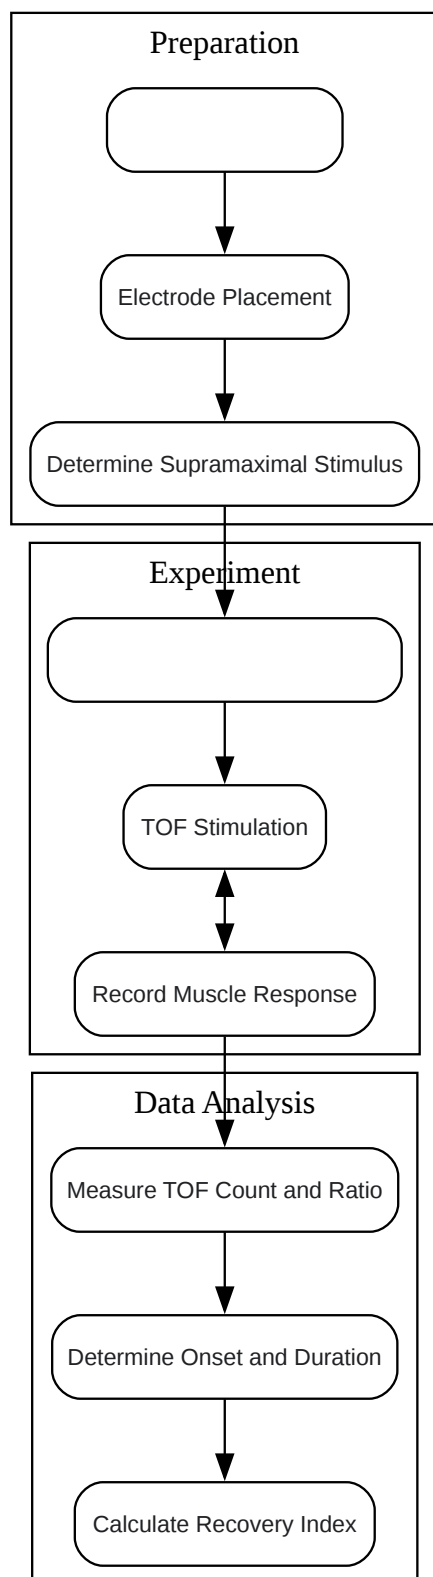 Preparation
Electrode Placement
Determine Supramaximal Stimulus
Experiment
TOF Stimulation
Record Muscle Response
Data Analysis
Measure TOF Count and Ratio
Determine Onset and Duration
Calculate Recovery Index